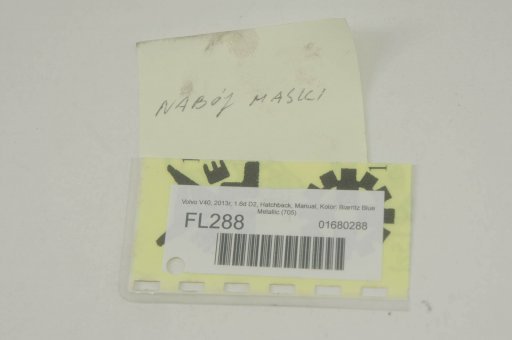 NABÓJ MASKI
Volvo V40, 2013r, 1.6d D2, Hatchback, Manual, Kolor: Biarritz Blue
Metallic (705)
FL288
01680288